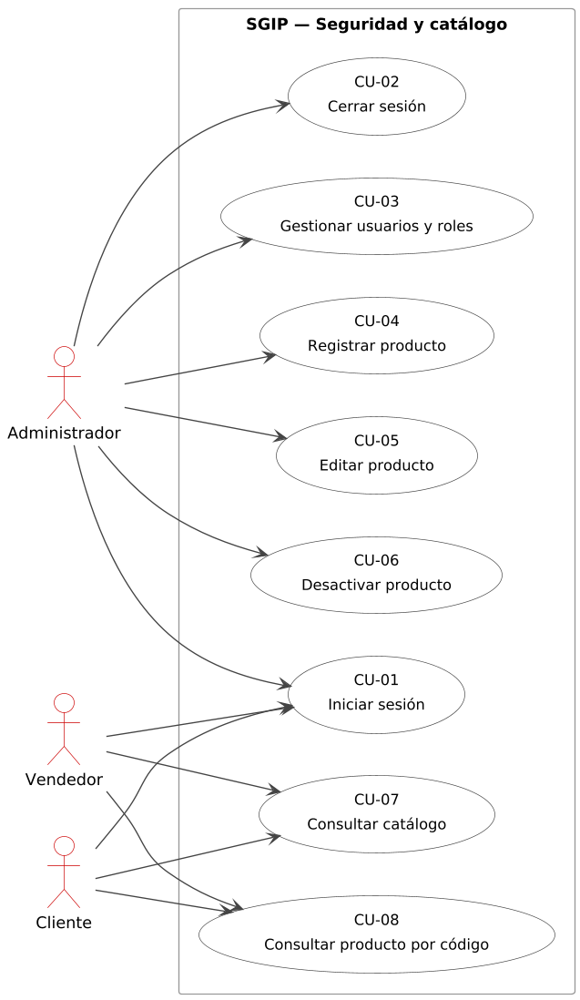 SGIP — Seguridad y catálogo
CU-02
Cerrar sesión
CU-03
Gestionar usuarios y roles
CU-04
Registrar producto
Administrador
CU-05
Editar producto
CU-06
Desactivar producto
CU-01
Iniciar sesión
Vendedor
CU-07
Consultar catálogo
Cliente
CU-08
Consultar producto por código